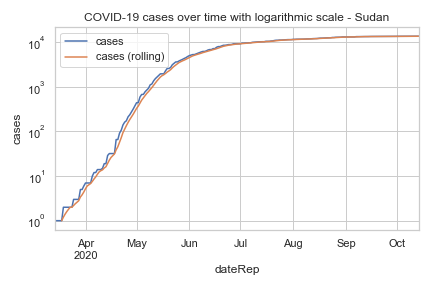 COVID-19 cases over time with logarithmic scale - Sudan
cases
cases (rolling)
10⁴
10³
10²
10¹
10⁰
cases
Apr
2020
May
Jun
Jul
Aug
Sep
Oct
dateRep